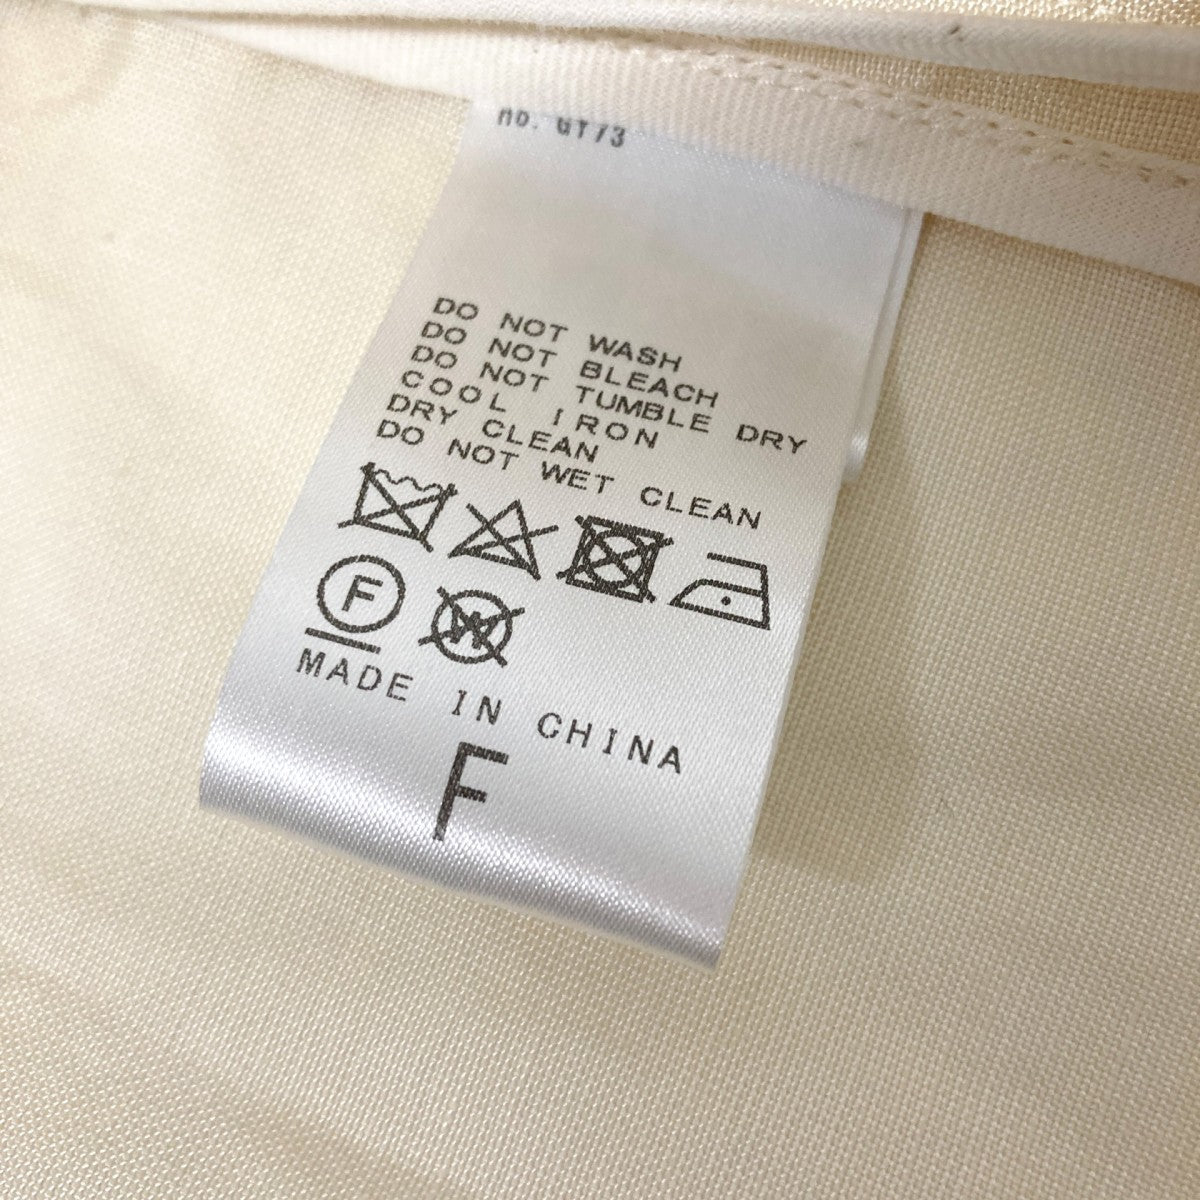 No. GT73
DO NOT WASH
DO NOT BLEACH
DO NOT TUMBLE DRY
COOL IRON
DRY CLEAN
DO NOT WET CLEAN
F W
MADE IN CHINA
F